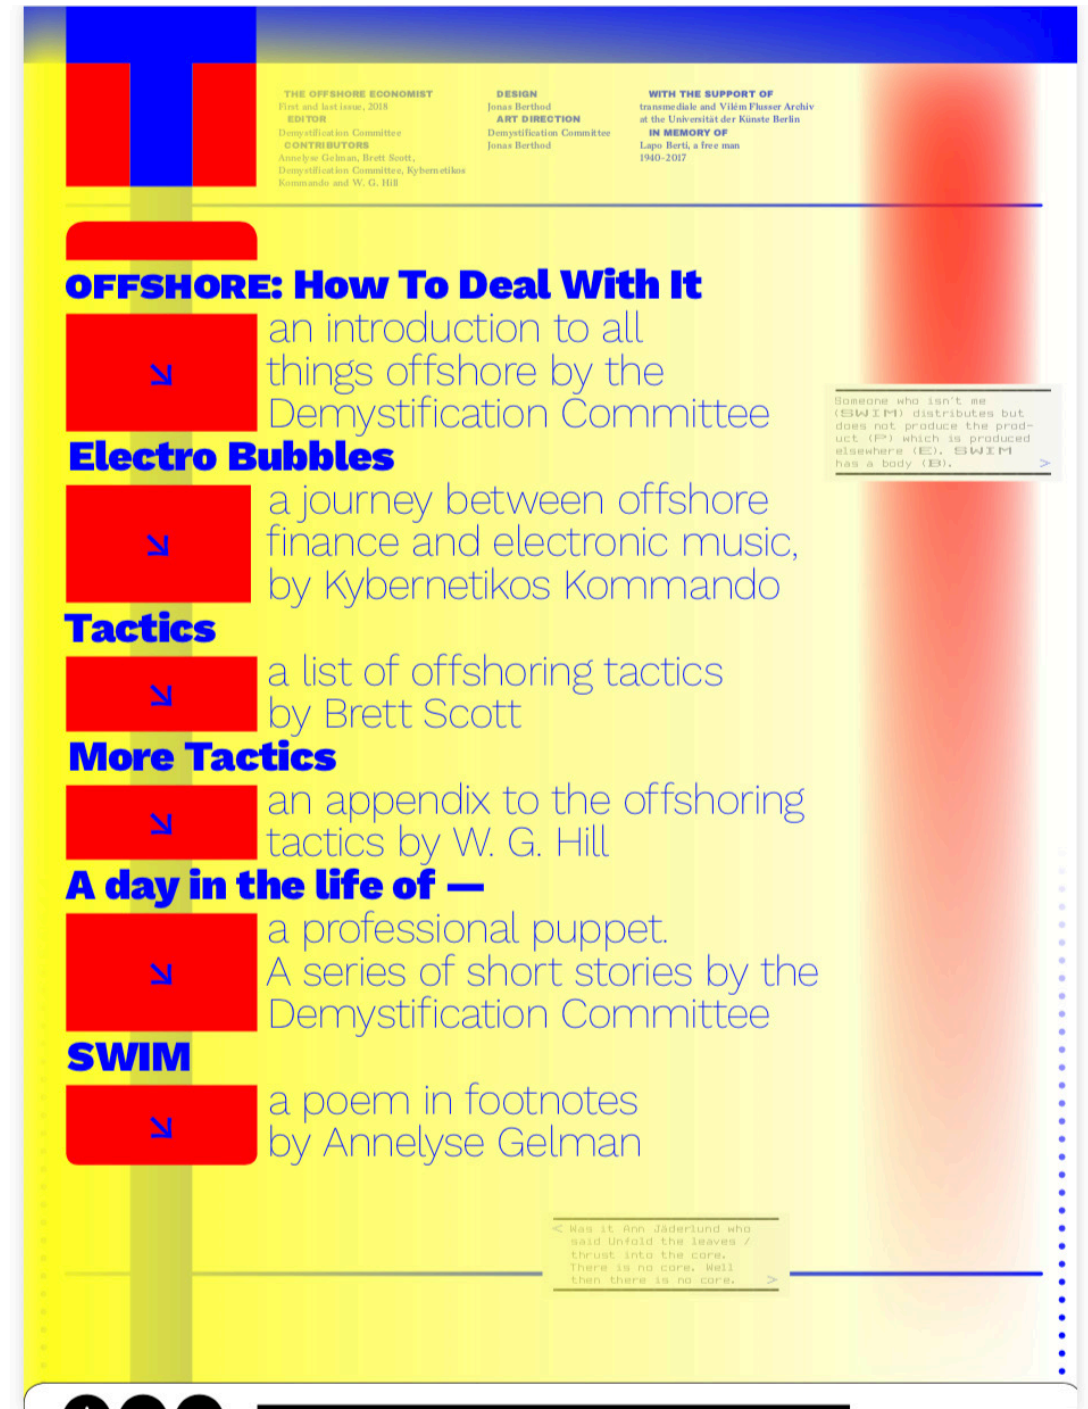 THE OFFSHORE ECONOMIST
First and last issue, 2018
EDITOR
Demystification Committee
CONTRIBUTORS
Annelyse Gelman, Brett Scott,
Demystification Committee, Kybernetikos
Kommando and W. G. Hill
DESIGN
Jonas Berthod
ART DIRECTION
Demystification Committee
Jonas Berthod
WITH THE SUPPORT OF
transmediale and Vilém Flusser Archiv
at the Universität der Künste Berlin
IN MEMORY OF
Lapo Berti, a free man
1940–2017
OFFSHORE: How To Deal With It
an introduction to all
things offshore by the
Demystification Committee
Someone who isn't me
(SWIM) distributes but
does not produce the prod-
uct (P) which is produced
elsewhere (E). SWIM
has a body (B). >
Electro Bubbles
a journey between offshore
finance and electronic music,
by Kybernetikos Kommando
Tactics
a list of offshoring tactics
by Brett Scott
More Tactics
an appendix to the offshoring
tactics by W. G. Hill
A day in the life of —
a professional puppet.
A series of short stories by the
Demystification Committee
SWIM
a poem in footnotes
by Annelyse Gelman
< Was it Ann Jäderlund who
said Unfold the leaves /
thrust into the core.
There is no core. Well
then there is no core. >